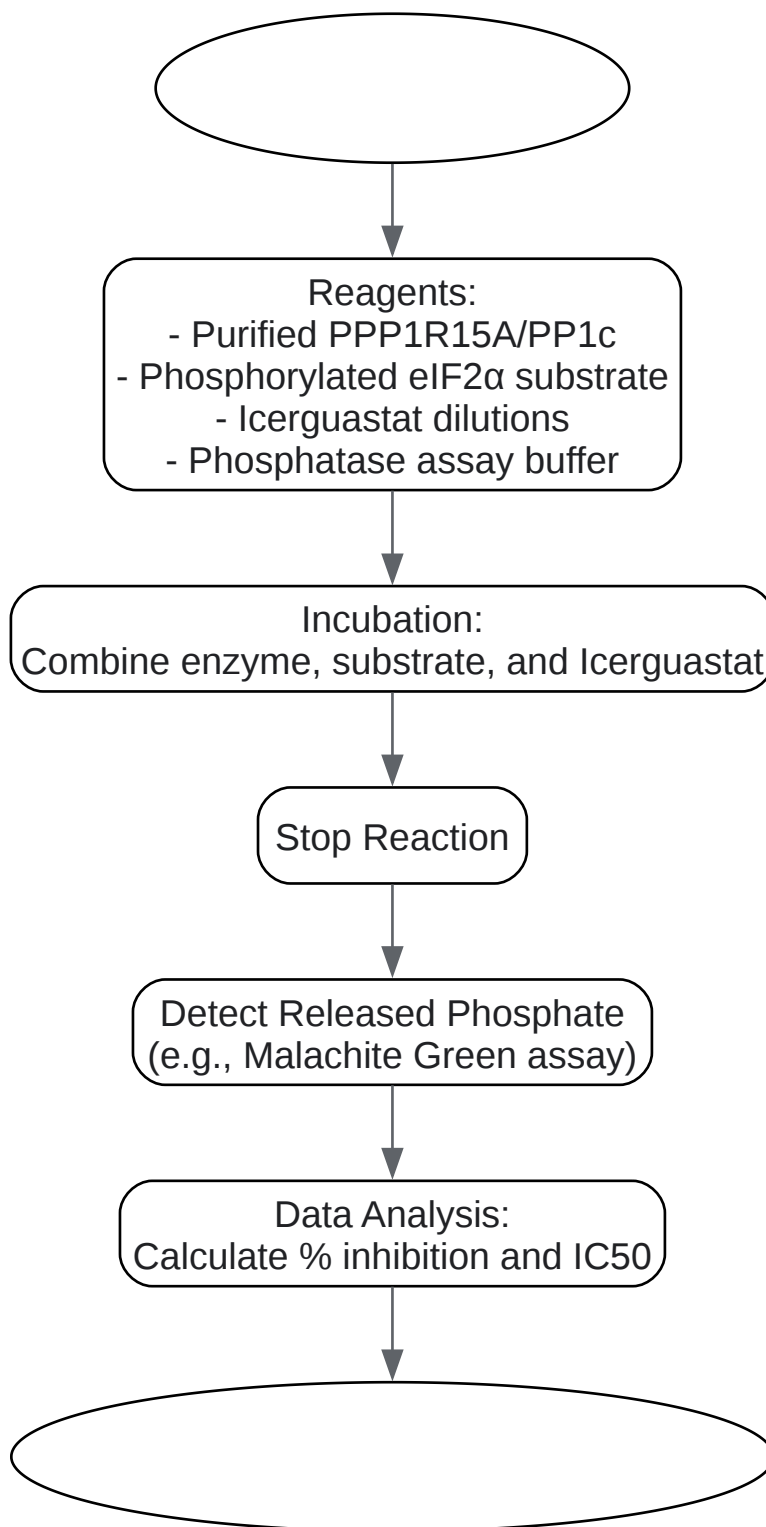 Reagents:
- Purified PPP1R15A/PP1c
- Phosphorylated eIF2α substrate
- Icerguastat dilutions
- Phosphatase assay buffer
Incubation:
Combine enzyme, substrate, and Icerguastat
Stop Reaction
Detect Released Phosphate
(e.g., Malachite Green assay)
Data Analysis:
Calculate % inhibition and IC50